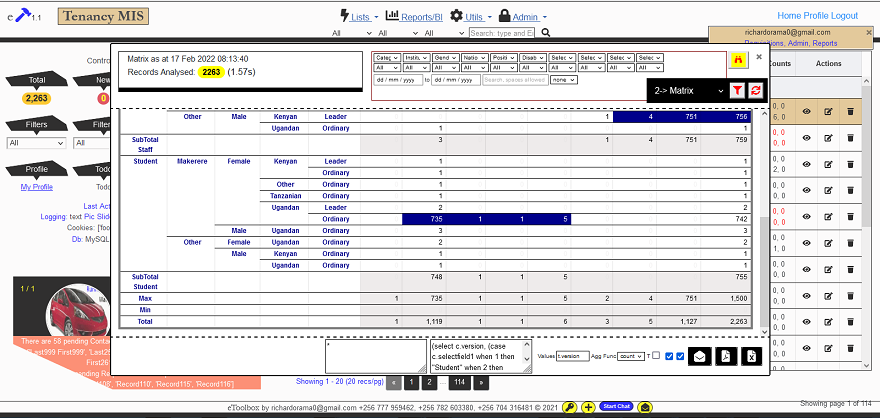 e 1.1 Tenancy MIS Lists Reports/BI Utils Admin Home Profile Logout
All All All Search: type and E
richardorama0@gmail.com ×
Requisitions, Admin, Reports
Matrix as at 17 Feb 2022 08:13:40
Records Analysed: 2263 (1.57s)
Categ Institu Gend Natio Positi Disab Selec Selec Selec
All All All All All All All All All
dd / mm / yyyy to dd / mm / yyyy Search, spaces allowed none
2-> Matrix
Contro
Total New
2,263 0
Filters Filter
All All
Profile Todo
My Profile Todo
Last Act
Logging: text Pic Slide
Cookies: [foo
Db: MySQL
Counts Actions
0, 0
6, 0
0, 0
0, 0
0, 0
2, 0
0, 0
0, 0
0, 0
0, 0
0, 0
1, 0
0, 0
0, 0
0, 0
0, 0
Other Male Kenyan Leader 1 4 751 756
Ugandan Ordinary 1 1
SubTotal Staff 3 1 4 751 759
Student Makerere Female Kenyan Leader 1 1
Ordinary 1 1
Other Ordinary 1 1
Tanzanian Ordinary 1 1
Ugandan Leader 2 2
Ordinary 735 1 1 5 742
Male Ugandan Ordinary 3 3
Other Female Ugandan Ordinary 2 2
Male Kenyan Ordinary 1 1
Ugandan Ordinary 1 1
SubTotal Student 748 1 1 5 755
Max 1 735 1 1 5 2 4 751 1,500
Min
Total 1 1,119 1 1 6 3 5 1,127 2,263
1 / 1
There are 58 pending Conta
'Last999 First999', 'Last25
First26
nding Re
'408', 'Record110', 'Record115', 'Record116']
*
(select c.version, (case
c.selectfield1 when 1 then
"Student" when 2 then
Values t.version Agg Func count T
Showing 1 - 20 (20 recs/pg) « 1 2 ... 114 »
Showing page 1 of 114
eToolbox by richardorama0@gmail.com +256 777 959462, +256 782 603380, +256 704 316481 © 2021 Start Chat